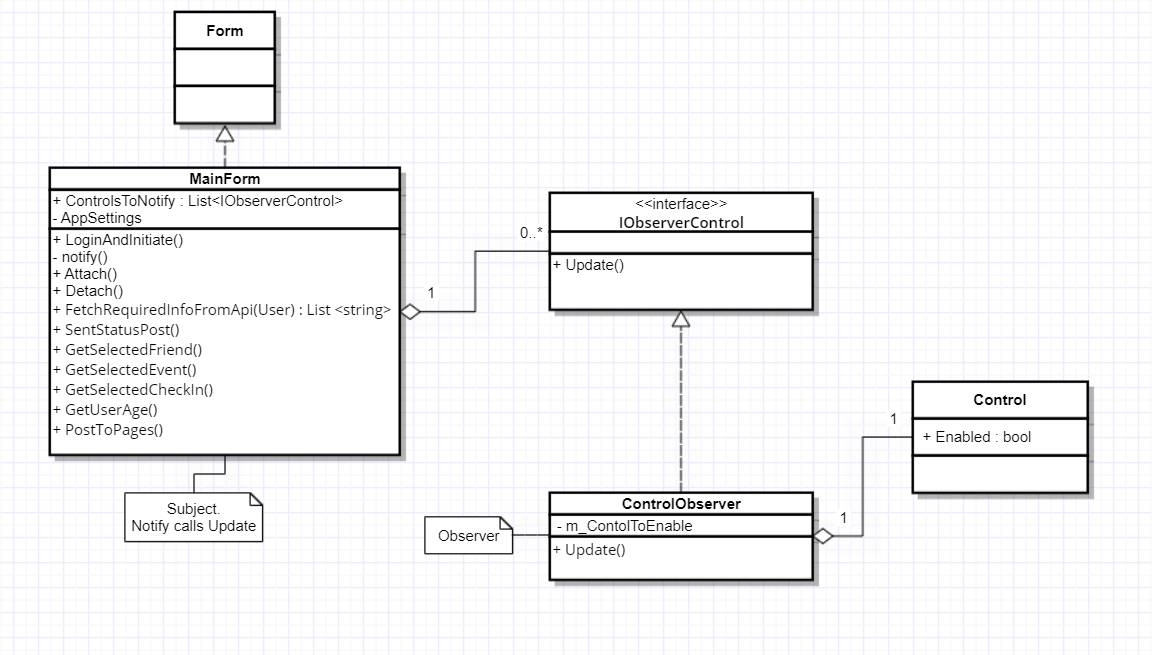 Form
MainForm
+ ControlsToNotify : List<IObserverControl>
- AppSettings
+ LoginAndInitiate()
- notify()
+ Attach()
+ Detach()
+ FetchRequiredInfoFromApi(User) : List <string>
+ SentStatusPost()
+ GetSelectedFriend()
+ GetSelectedEvent()
+ GetSelectedCheckIn()
+ GetUserAge()
+ PostToPages()
Subject.
Notify calls Update
1
0..*
<<interface>>
IObserverControl
+ Update()
Observer
ControlObserver
- m_ContolToEnable
+ Update()
1
1
Control
+ Enabled : bool